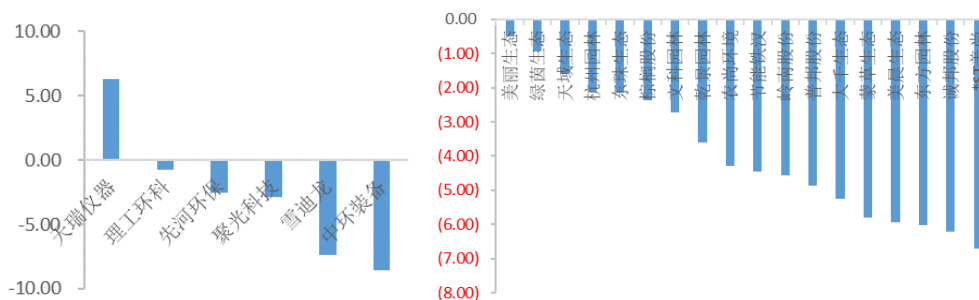 10.00
5.00
0.00
-5.00
-10.00
天瑞仪器
理工环科
先河环保
聚光科技
雪迪龙
中环装备
0.00
(1.00)
(2.00)
(3.00)
(4.00)
(5.00)
(6.00)
(7.00)
(8.00)
美丽生态
绿茵生态
天域生态
杭州园林
东珠生态
棕榈股份
文科园林
乾景园林
农尚环境
节能铁汉
岭南股份
普邦股份
大千生态
蒙草生态
美晨生态
东方园林
诚邦股份